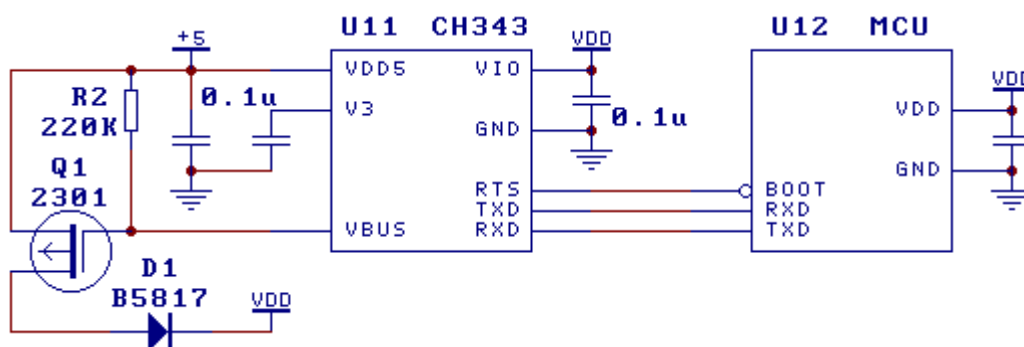 U11 CH343
U12 MCU
+5
VDD
VDD5
VIO
VDD
R2
220K
0.1u
V3
GND
0.1u
VDD
GND
Q1
2301
RTS
TXD
RXD
BOOT
RXD
TXD
VBUS
D1
B5817
VDD